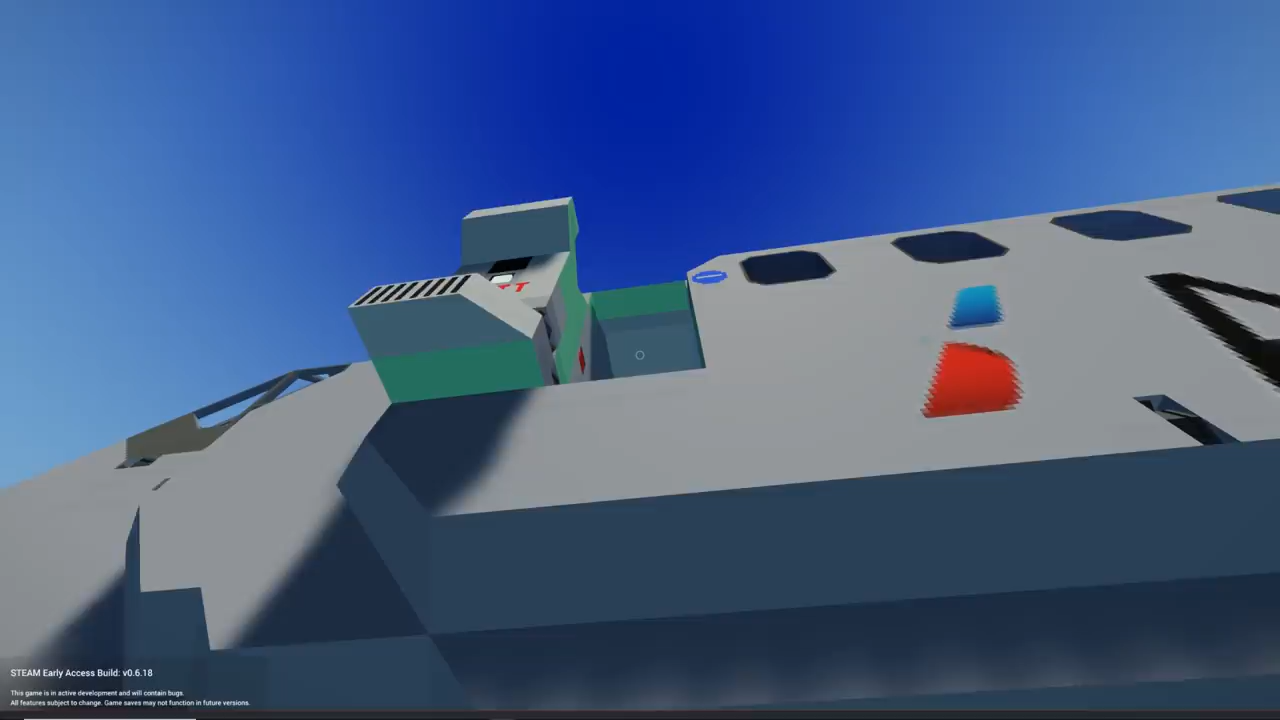 STEAM Early Access Build: v0.6.18
This game is in active development and will contain bugs.
All features subject to change. Game saves may not function in future versions.